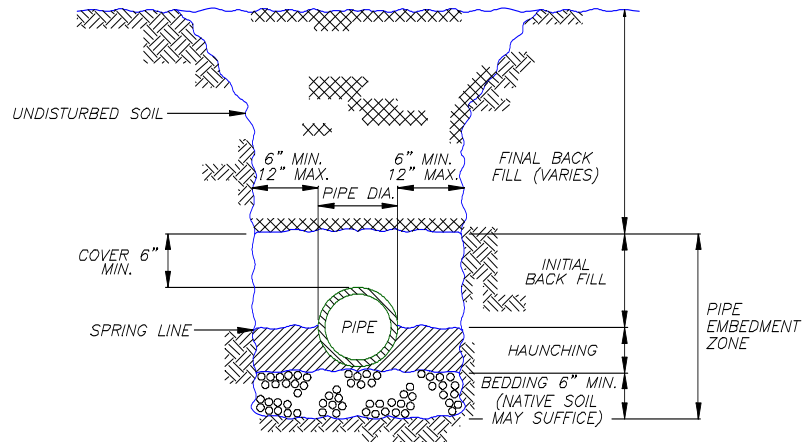 UNDISTURBED SOIL
6" MIN.
12" MAX.
6" MIN.
12" MAX.
PIPE DIA.
FINAL BACK
FILL (VARIES)
COVER 6"
MIN.
INITIAL
BACK FILL
SPRING LINE
PIPE
PIPE
EMBEDMENT
ZONE
HAUNCHING
BEDDING 6" MIN.
(NATIVE SOIL
MAY SUFFICE)